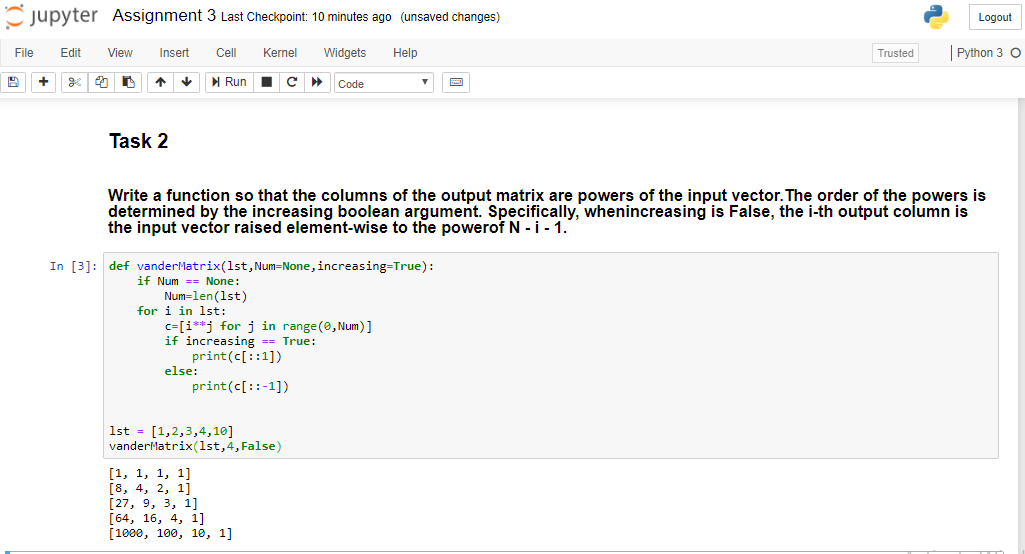 jupyter Assignment 3 Last Checkpoint: 10 minutes ago (unsaved changes)
Logout
File Edit View Insert Cell Kernel Widgets Help
Trusted Python 3
Run Code
Task 2
Write a function so that the columns of the output matrix are powers of the input vector.The order of the powers is
determined by the increasing boolean argument. Specifically, whenincreasing is False, the i-th output column is
the input vector raised element-wise to the powerof N - i - 1.
In [3]: def vanderMatrix(lst,Num=None,increasing=True):
    if Num == None:
        Num=len(lst)
    for i in lst:
        c=[i**j for j in range(0,Num)]
        if increasing == True:
            print(c[::1])
        else:
            print(c[::-1])
lst = [1,2,3,4,10]
vanderMatrix(lst,4,False)
[1, 1, 1, 1]
[8, 4, 2, 1]
[27, 9, 3, 1]
[64, 16, 4, 1]
[1000, 100, 10, 1]